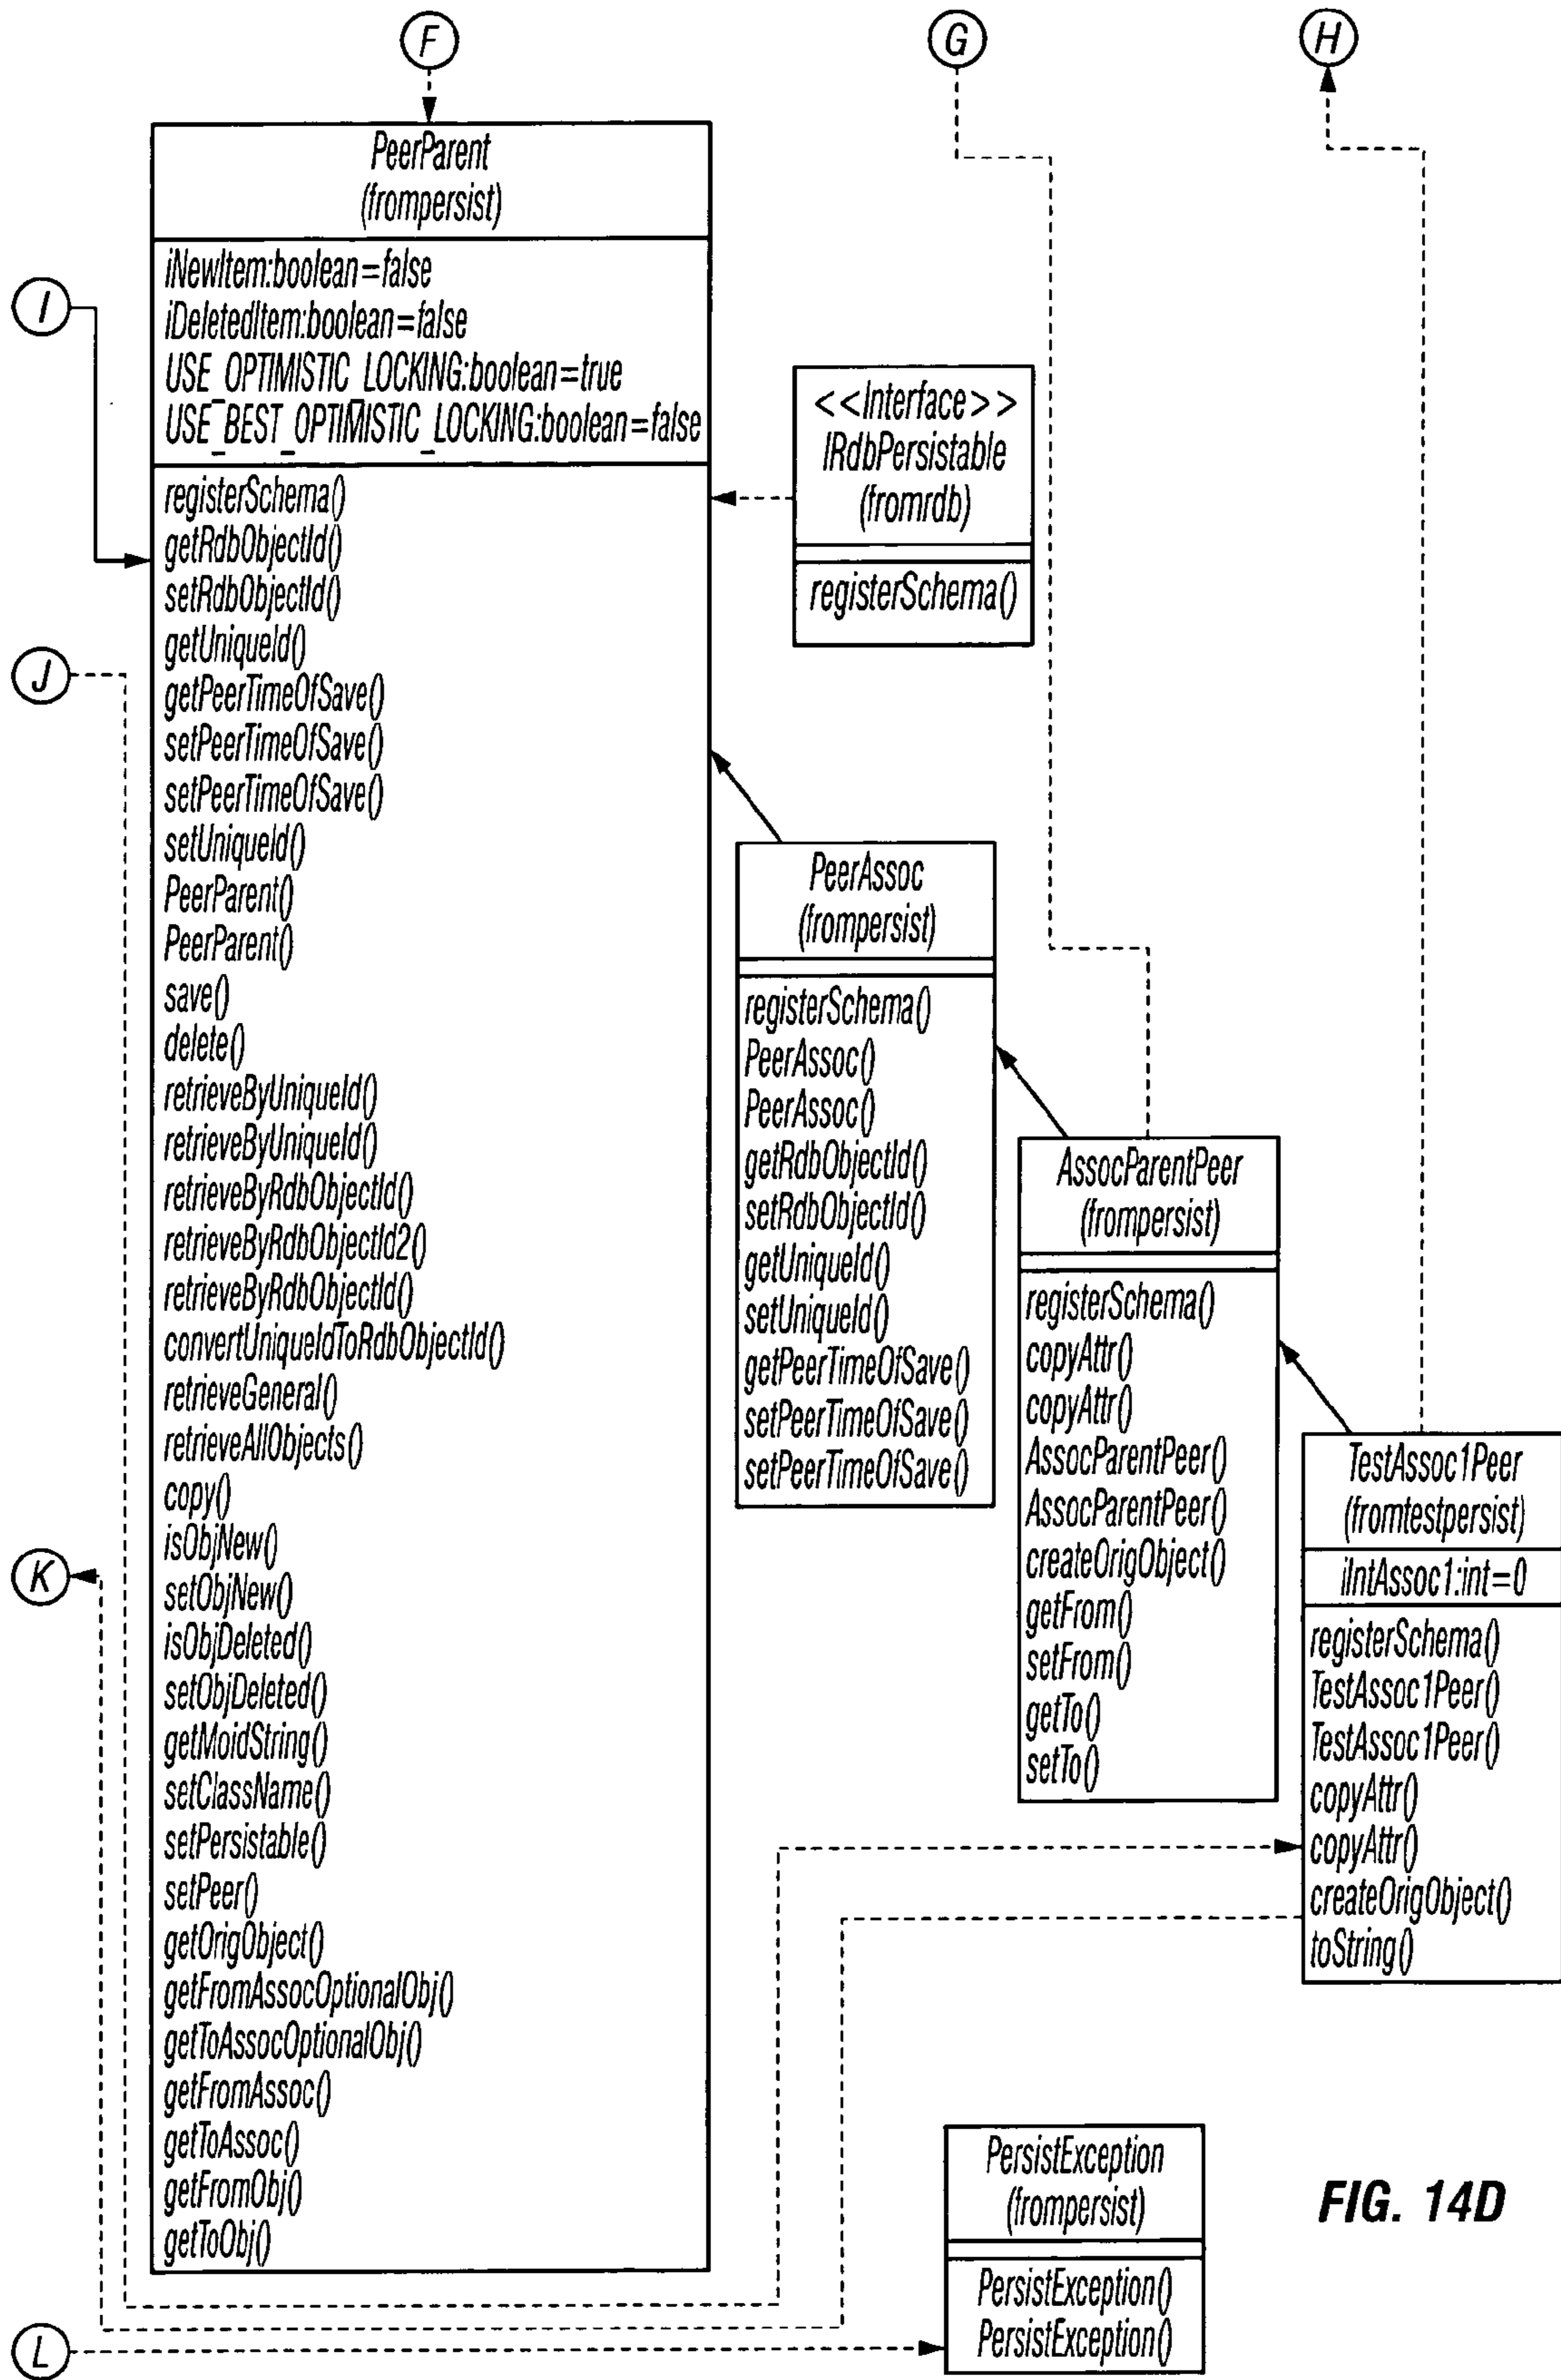 F
G
H
PeerParent
(frompersist)
iNewItem:boolean=false
iDeletedItem:boolean=false
USE_OPTIMISTIC_LOCKING:boolean=true
USE_BEST_OPTIMISTIC_LOCKING:boolean=false
registerSchema()
getRdbObjectId()
setRdbObjectId()
getUniqueId()
getPeerTimeOfSave()
setPeerTimeOfSave()
setPeerTimeOfSave()
setUniqueId()
PeerParent()
PeerParent()
save()
delete()
retrieveByUniqueId()
retrieveByUniqueId()
retrieveByRdbObjectId()
retrieveByRdbObjectId2()
retrieveByRdbObjectId()
convertUniqueIdToRdbObjectId()
retrieveGeneral()
retrieveAllObjects()
copy()
isObjNew()
setObjNew()
isObjDeleted()
setObjDeleted()
getMoidString()
setClassName()
setPersistable()
setPeer()
getOrigObject()
getFromAssocOptionalObj()
getToAssocOptionalObj()
getFromAssoc()
getToAssoc()
getFromObj()
getToObj()
I
J
K
L
<<Interface>>
IRdbPersistable
(fromrdb)
registerSchema()
PeerAssoc
(frompersist)
registerSchema()
PeerAssoc()
PeerAssoc()
getRdbObjectId()
setRdbObjectId()
getUniqueId()
setUniqueId()
getPeerTimeOfSave()
setPeerTimeOfSave()
setPeerTimeOfSave()
AssocParentPeer
(frompersist)
registerSchema()
copyAttr()
copyAttr()
AssocParentPeer()
AssocParentPeer()
createOrigObject()
getFrom()
setFrom()
getTo()
setTo()
TestAssoc1Peer
(fromtestpersist)
iIntAssoc1:int=0
registerSchema()
TestAssoc1Peer()
TestAssoc1Peer()
copyAttr()
copyAttr()
createOrigObject()
toString()
PersistException
(frompersist)
PersistException()
PersistException()
FIG. 14D